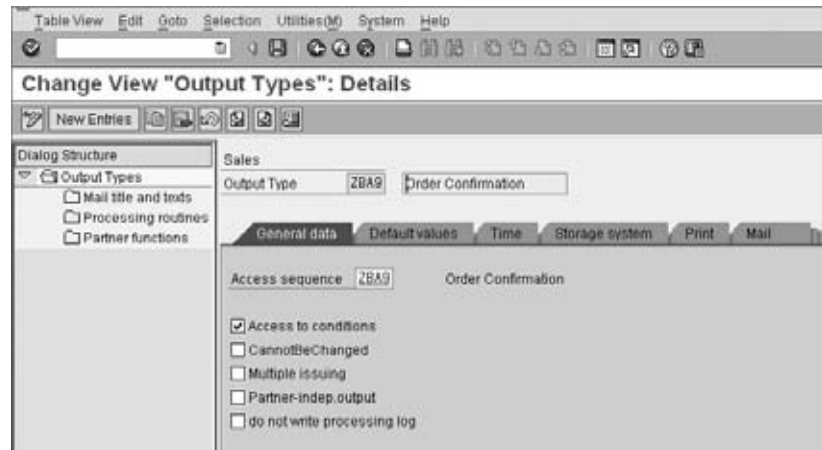 Table View Edit Goto Selection Utilities(M) System Help
Change View "Output Types": Details
New Entries
Dialog Structure
Output Types
Mail title and texts
Processing routines
Partner functions
Sales
Output Type ZBA9 Order Confirmation
General data Default values Time Storage system Print Mail
Access sequence ZBA9 Order Confirmation
Access to conditions
CannotBeChanged
Multiple issuing
Partner-indep.output
do not write processing log